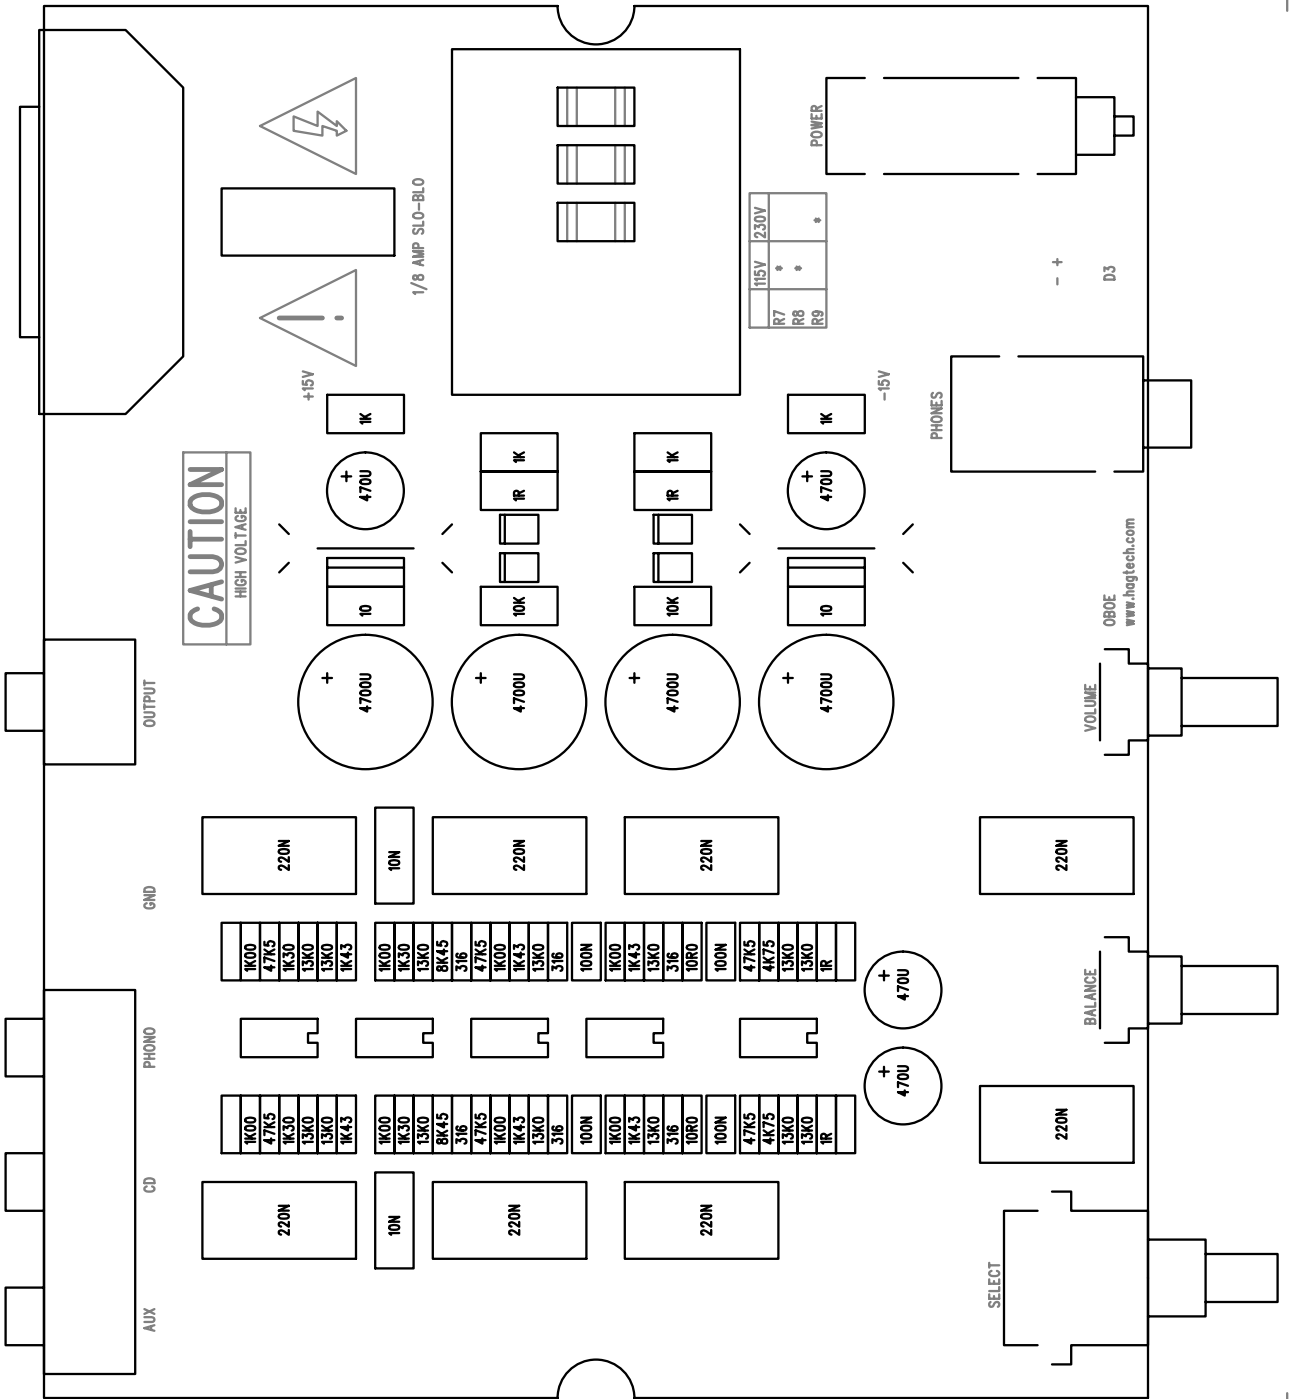 POWER
1/8 AMP SLO-BLO
115V 230V
R7 *
R8 *
R9 *
- +
D3
+15V
-15V
1K
1K
1K
1K
PHONES
CAUTION
HIGH VOLTAGE
+ 470U
1R
1R
+ 470U
10
10K
10K
10
OBOE
www.hagtech.com
OUTPUT
+ 4700U
+ 4700U
+ 4700U
+ 4700U
VOLUME
220N
10N
220N
220N
220N
GND
1K00
47K5
1K30
13K0
13K0
1K43
1K00
1K30
13K0
8K45
316
47K5
1K00
1K43
13K0
316
100N
1K00
1K43
13K0
316
10R0
100N
47K5
4K75
13K0
13K0
1R
+ 470U
BALANCE
PHONO
+ 470U
1K00
47K5
1K30
13K0
13K0
1K43
1K00
1K30
13K0
8K45
316
47K5
1K00
1K43
13K0
316
100N
1K00
1K43
13K0
316
10R0
100N
47K5
4K75
13K0
13K0
1R
220N
CD
220N
10N
220N
220N
SELECT
AUX